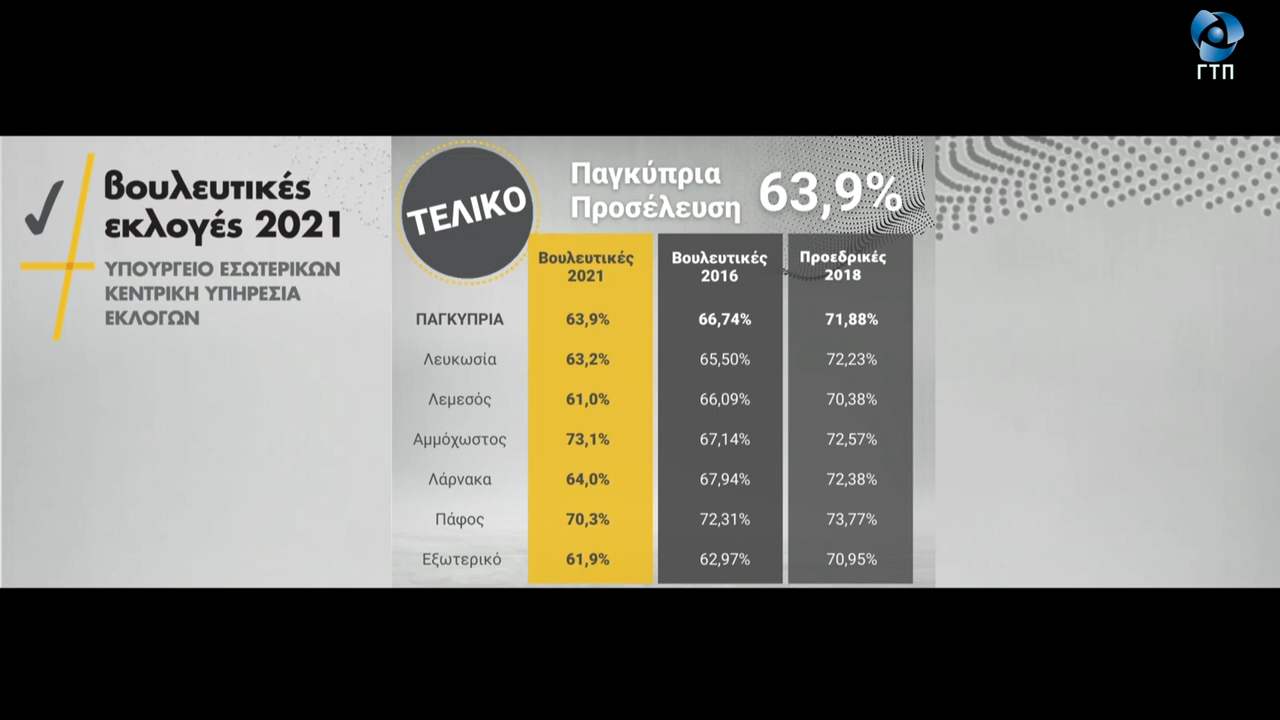 ΓΤΠ
βουλευτικές
εκλογές 2021
ΥΠΟΥΡΓΕΙΟ ΕΣΩΤΕΡΙΚΩΝ
ΚΕΝΤΡΙΚΗ ΥΠΗΡΕΣΙΑ
ΕΚΛΟΓΩΝ
ΤΕΛΙΚΟ
Παγκύπρια
Προσέλευση
63,9%
Βουλευτικές 2021 Βουλευτικές 2016 Προεδρικές 2018
ΠΑΓΚΥΠΡΙΑ 63,9% 66,74% 71,88%
Λευκωσία 63,2% 65,50% 72,23%
Λεμεσός 61,0% 66,09% 70,38%
Αμμόχωστος 73,1% 67,14% 72,57%
Λάρνακα 64,0% 67,94% 72,38%
Πάφος 70,3% 72,31% 73,77%
Εξωτερικό 61,9% 62,97% 70,95%